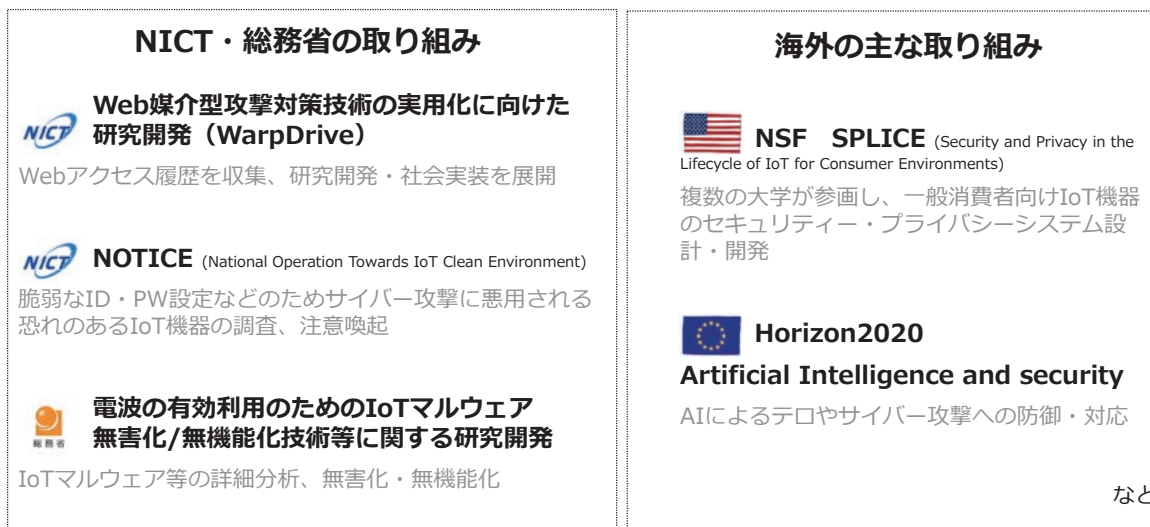 NICT・総務省の取り組み
Web媒介型攻撃対策技術の実用化に向けた
NICT 研究開発（WarpDrive）
Webアクセス履歴を収集、研究開発・社会実装を展開
NICT NOTICE (National Operation Towards IoT Clean Environment)
脆弱なID・PW設定などのためサイバー攻撃に悪用される
恐れのあるIoT機器の調査、注意喚起
電波の有効利用のためのIoTマルウェア
無害化/無機能化技術等に関する研究開発
総務省
IoTマルウェア等の詳細分析、無害化・無機能化
海外の主な取り組み
NSF SPLICE (Security and Privacy in the
Lifecycle of IoT for Consumer Environments)
複数の大学が参画し、一般消費者向けIoT機器
のセキュリティー・プライバシーシステム設
計・開発
Horizon2020
Artificial Intelligence and security
AIによるテロやサイバー攻撃への防御・対応
など